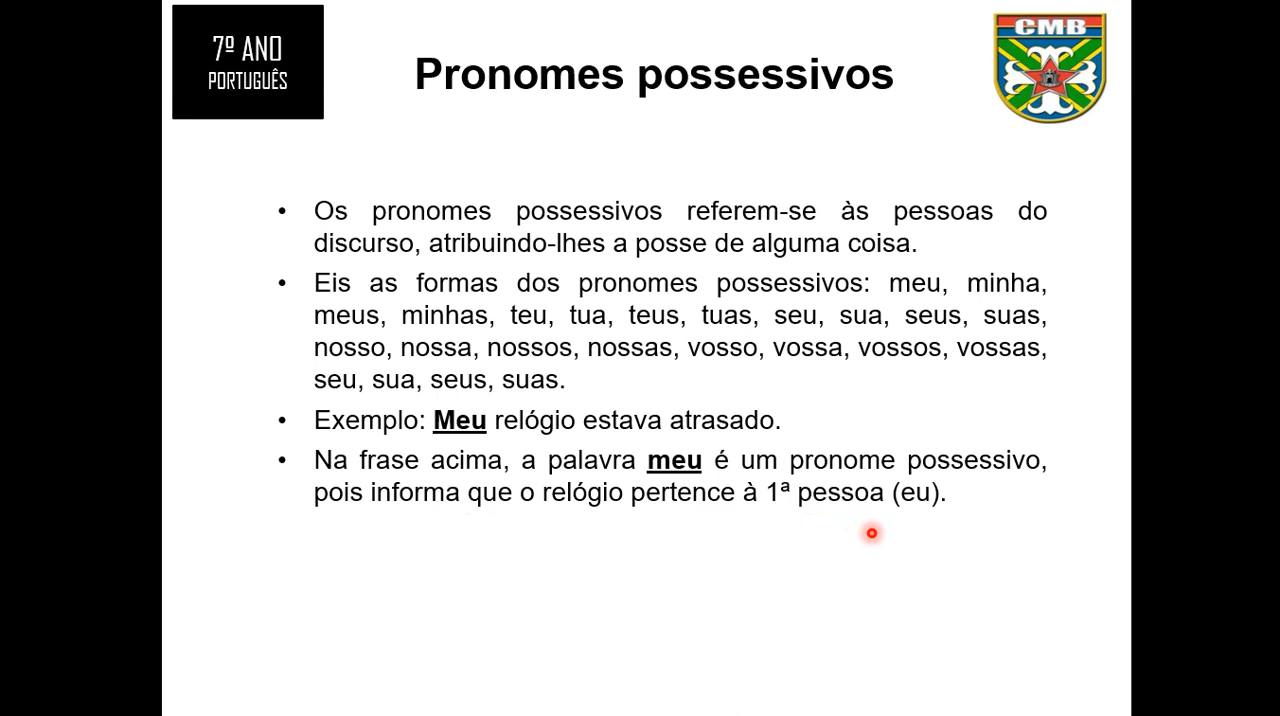 7º ANO
PORTUGUÊS
Pronomes possessivos
CMB
• Os pronomes possessivos referem-se às pessoas do
discurso, atribuindo-lhes a posse de alguma coisa.
• Eis as formas dos pronomes possessivos: meu, minha,
meus, minhas, teu, tua, teus, tuas, seu, sua, seus, suas,
nosso, nossa, nossos, nossas, vosso, vossa, vossos, vossas,
seu, sua, seus, suas.
• Exemplo: Meu relógio estava atrasado.
• Na frase acima, a palavra meu é um pronome possessivo,
pois informa que o relógio pertence à 1ª pessoa (eu).